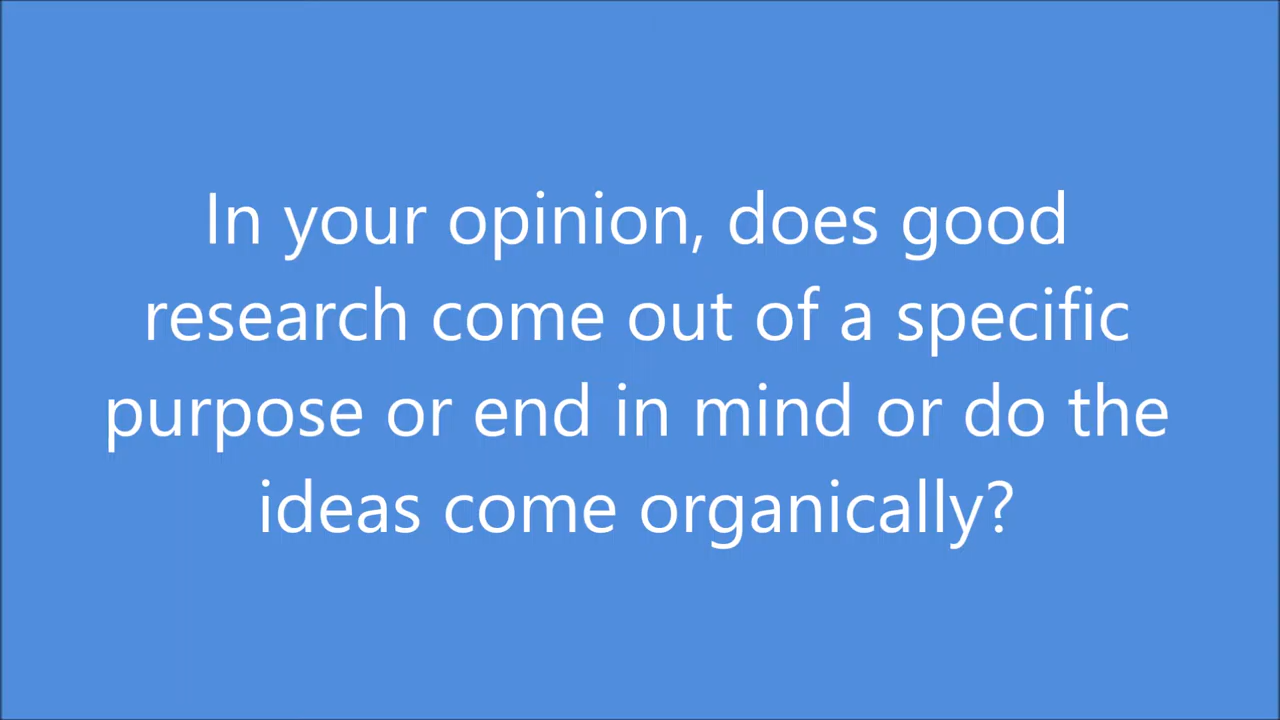 In your opinion, does good
research come out of a specific
purpose or end in mind or do the
ideas come organically?